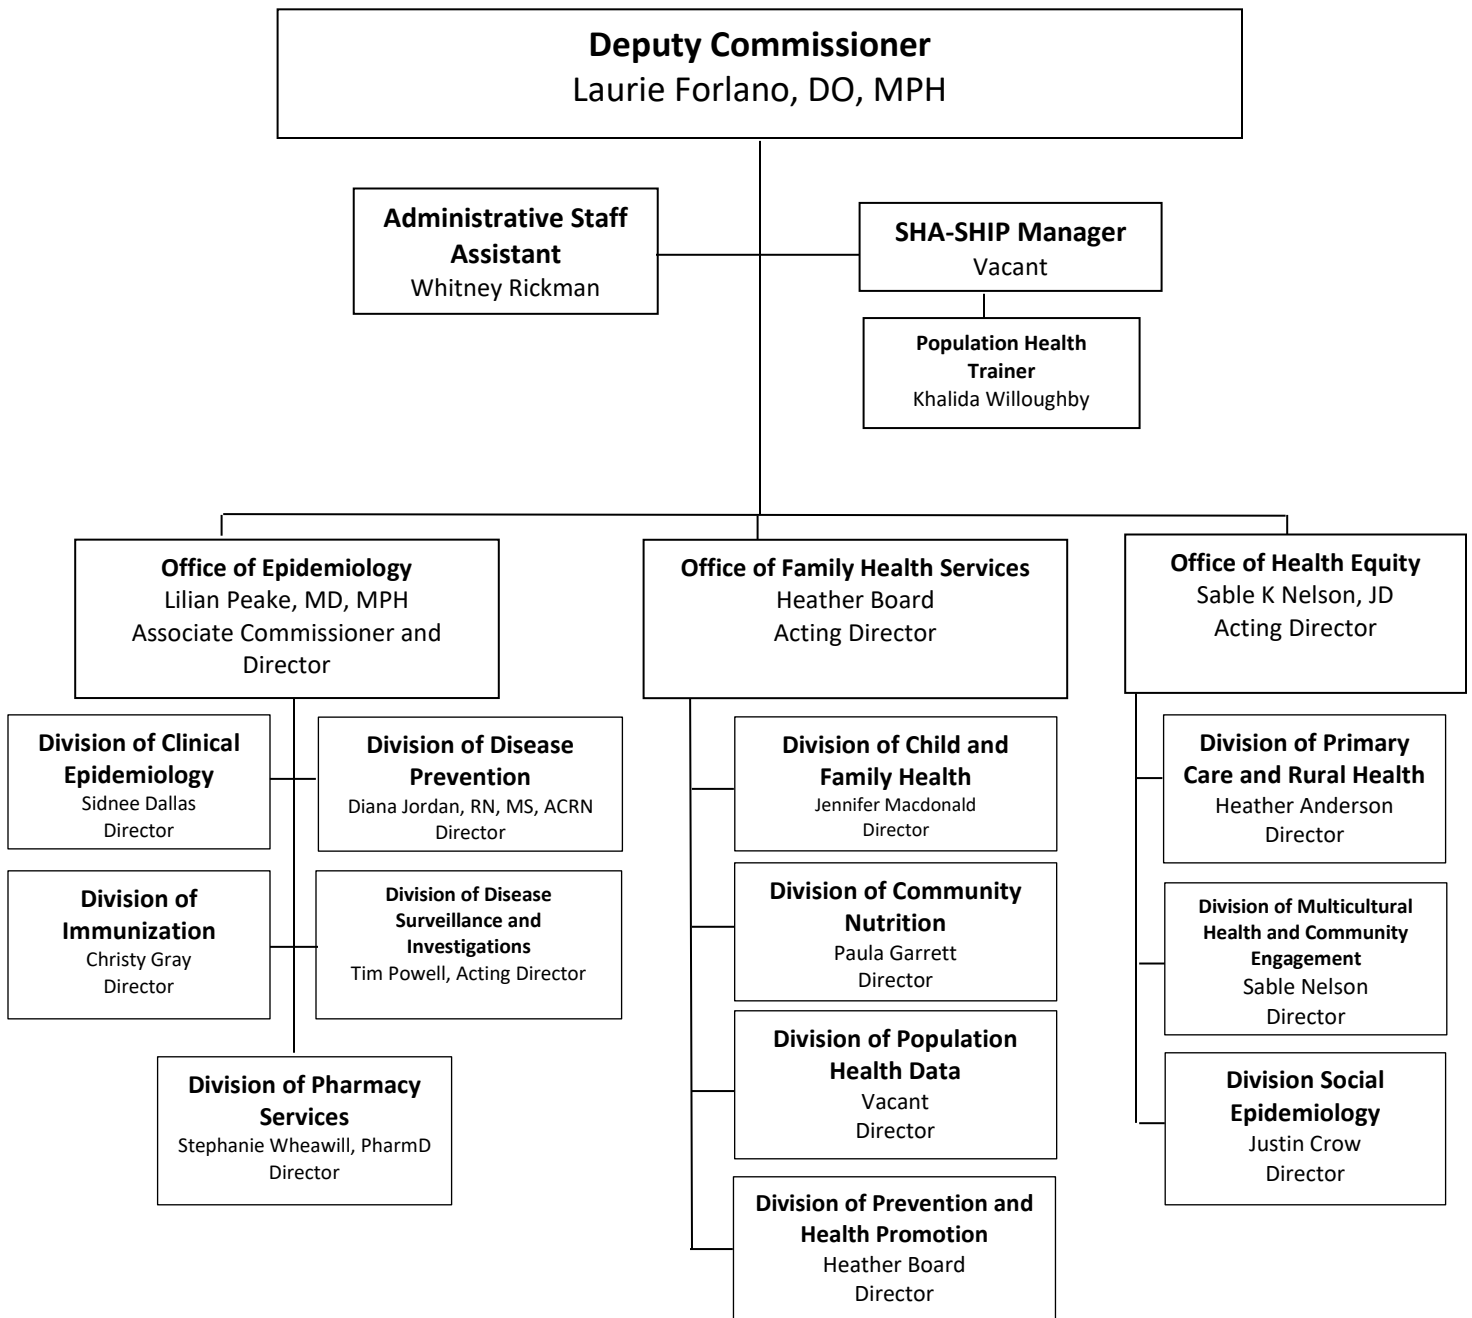 Deputy Commissioner
Laurie Forlano, DO, MPH
Administrative Staff
Assistant
Whitney Rickman
SHA-SHIP Manager
Vacant
Population Health
Trainer
Khalida Willoughby
Office of Epidemiology
Lilian Peake, MD, MPH
Associate Commissioner and
Director
Division of Clinical
Epidemiology
Sidnee Dallas
Director
Division of Disease
Prevention
Diana Jordan, RN, MS, ACRN
Director
Division of
Immunization
Christy Gray
Director
Division of Disease
Surveillance and
Investigations
Tim Powell, Acting Director
Division of Pharmacy
Services
Stephanie Wheawill, PharmD
Director
Office of Family Health Services
Heather Board
Acting Director
Division of Child and
Family Health
Jennifer Macdonald
Director
Division of Community
Nutrition
Paula Garrett
Director
Division of Population
Health Data
Vacant
Director
Division of Prevention and
Health Promotion
Heather Board
Director
Office of Health Equity
Sable K Nelson, JD
Acting Director
Division of Primary
Care and Rural Health
Heather Anderson
Director
Division of Multicultural
Health and Community
Engagement
Sable Nelson
Director
Division Social
Epidemiology
Justin Crow
Director